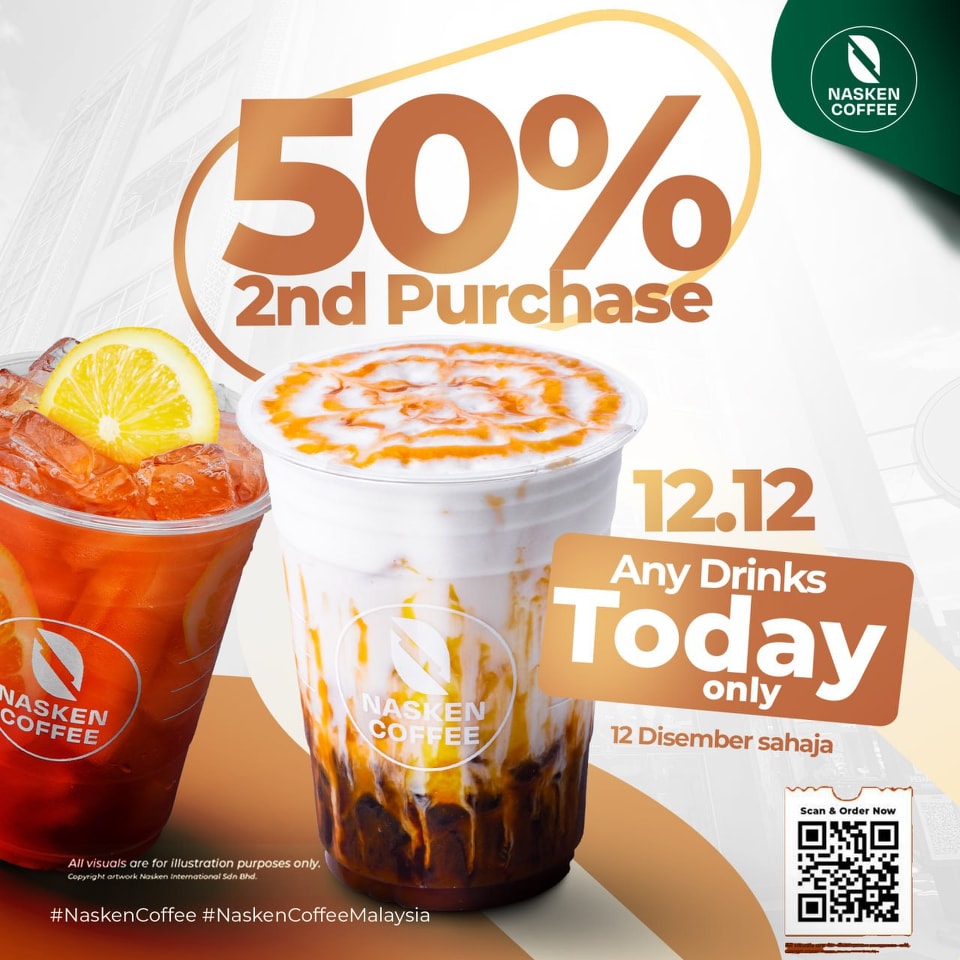 NASKEN
COFFEE
50%
2nd Purchase
12.12
Any Drinks
Today
only
12 Disember sahaja
NASKEN
COFFEE
NASKEN
COFFEE
Scan & Order Now
All visuals are for illustration purposes only.
Copyright artwork Nasken International Sdn Bhd.
#NaskenCoffee #NaskenCoffeeMalaysia